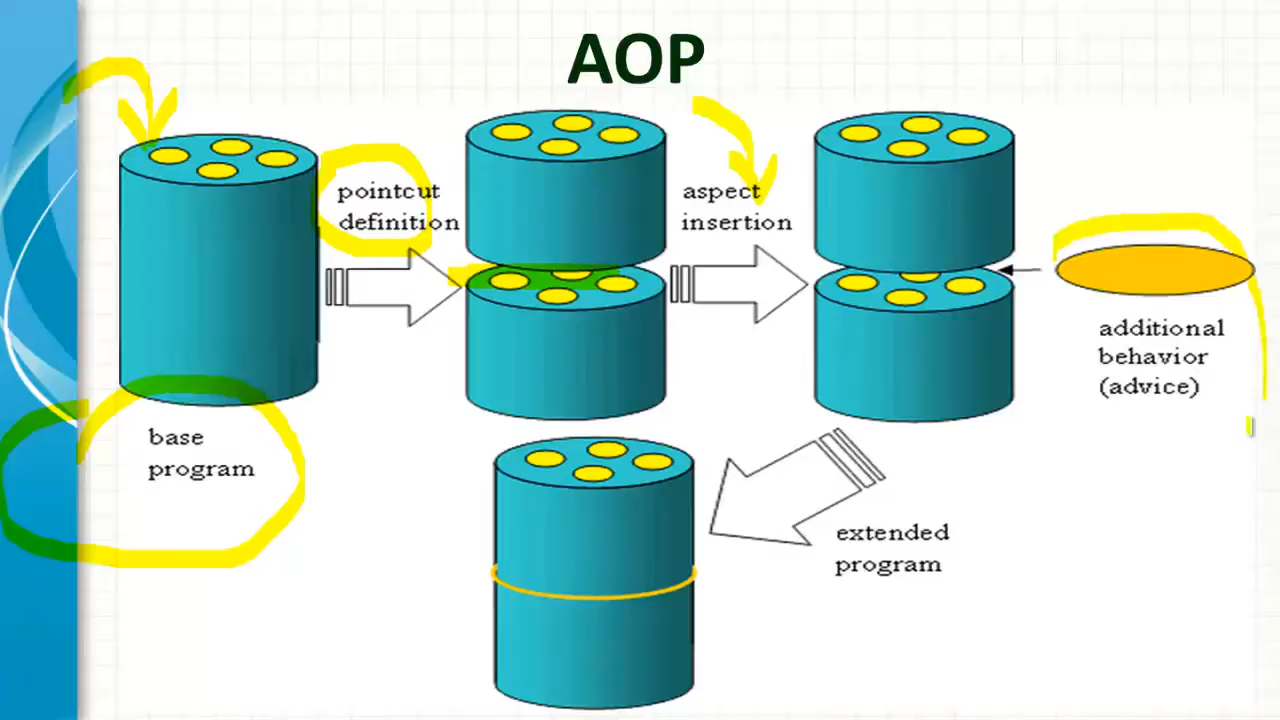 AOP
pointcut
definition
aspect
insertion
additional
behavior
(advice)
base
program
extended
program